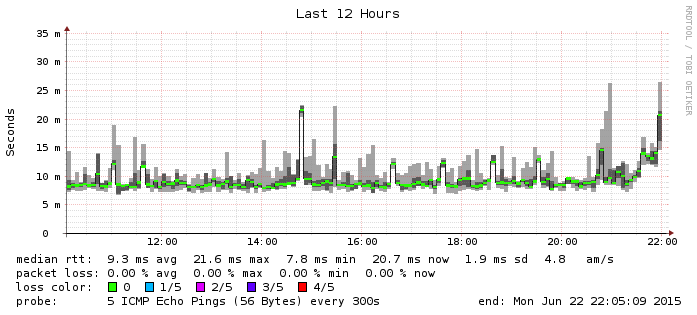 Last 12 Hours
RRDTOOL / TOBI OETIKER
Seconds
35 m
30 m
25 m
20 m
15 m
10 m
5 m
0
12:00 14:00 16:00 18:00 20:00 22:00
median rtt: 9.3 ms avg 21.6 ms max 7.8 ms min 20.7 ms now 1.9 ms sd 4.8 am/s
packet loss: 0.00 % avg 0.00 % max 0.00 % min 0.00 % now
loss color: 0 1/5 2/5 3/5 4/5
probe: 5 ICMP Echo Pings (56 Bytes) every 300s end: Mon Jun 22 22:05:09 2015